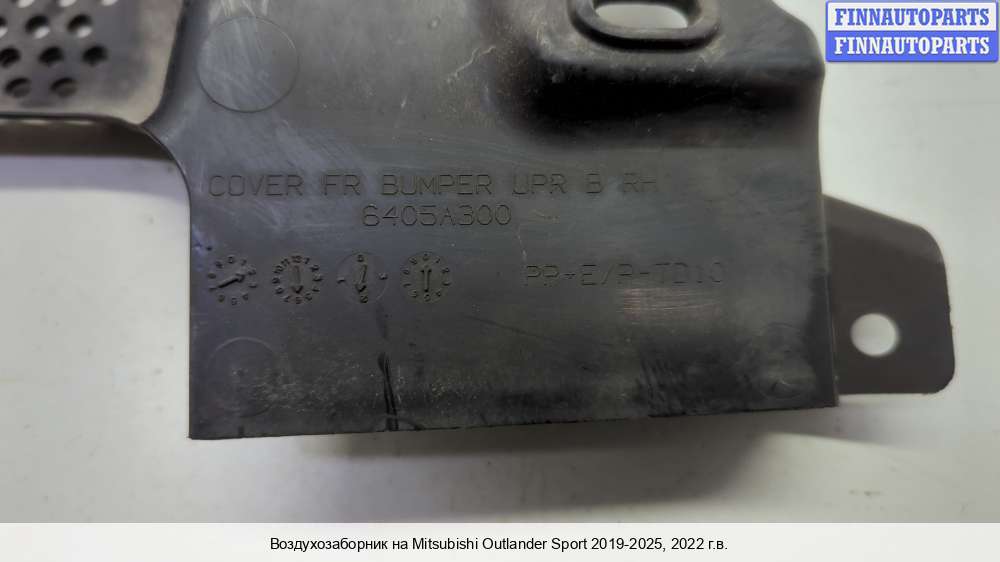 FINNAUTOPARTS
FINNAUTOPARTS
COVER FR BUMPER UPR B RH
6405A300
PP+E/P-TD10
Воздухозаборник на Mitsubishi Outlander Sport 2019-2025, 2022 г.в.